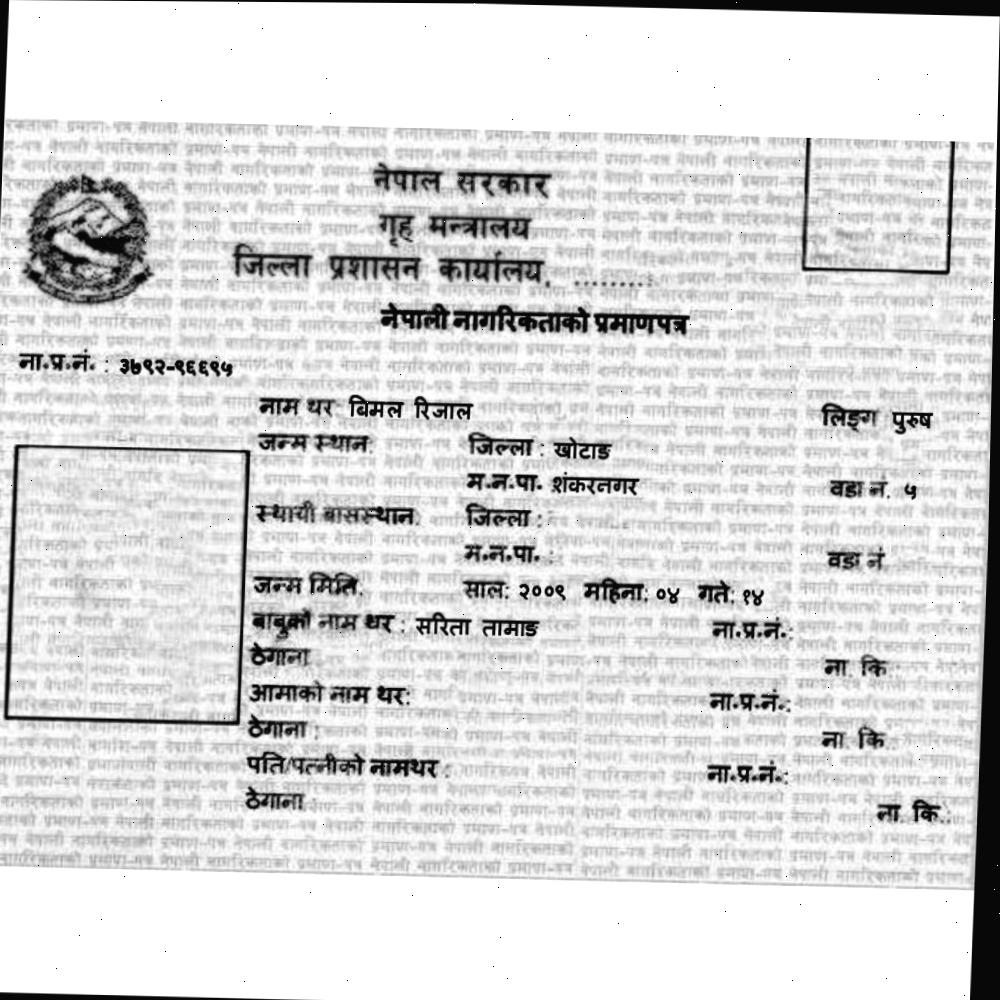 नेपाल सरकार
गृह मन्त्रालय
जिल्ला प्रशासन कार्यालय, .........:
नेपाली नागरिकताको प्रमाणपत्र
ना.प्र.नं. : ३७९२-९६६९५
नाम थर: बिमल रिजाल लिङ्ग पुरुष
जन्म स्थान: जिल्ला : खोटाङ
म.न.पा. शंकरनगर वडा नं. ५
स्थायी बासस्थान: जिल्ला :
म.न.पा. : वडा नं.
जन्म मिति: साल: २००९ महिना: ०४ गते: १४
बाबुको नाम थर : सरिता तामाङ ना.प्र.नं.:
ठेगाना ना. कि.:
आमाको नाम थर: ना.प्र.नं.:
ठेगाना : ना. कि.:
पति/पत्नीको नामथर : ना.प्र.नं.:
ठेगाना : ना. कि.: